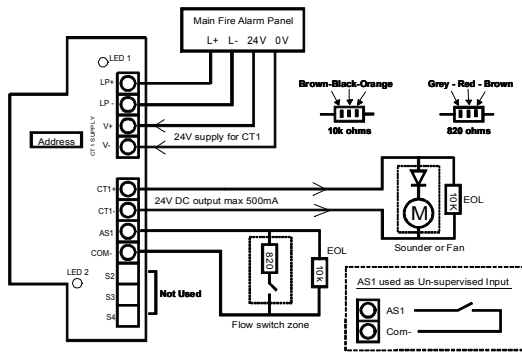 Main Fire Alarm Panel
L+ L- 24V 0V
LED 1
LP+
LP -
V+
V-
CT 1 SUPPLY
Address
24V supply for CT1
Brown-Black-Orange
10k ohms
Grey - Red - Brown
820 ohms
CT1+
24V DC output max 500mA
CT1-
AS1
COM-
M
10K
EOL
Sounder or Fan
LED 2
S2
S3
S4
Not Used
820
10K
EOL
Flow switch zone
AS1 used as Un-supervised Input
AS1
Com-